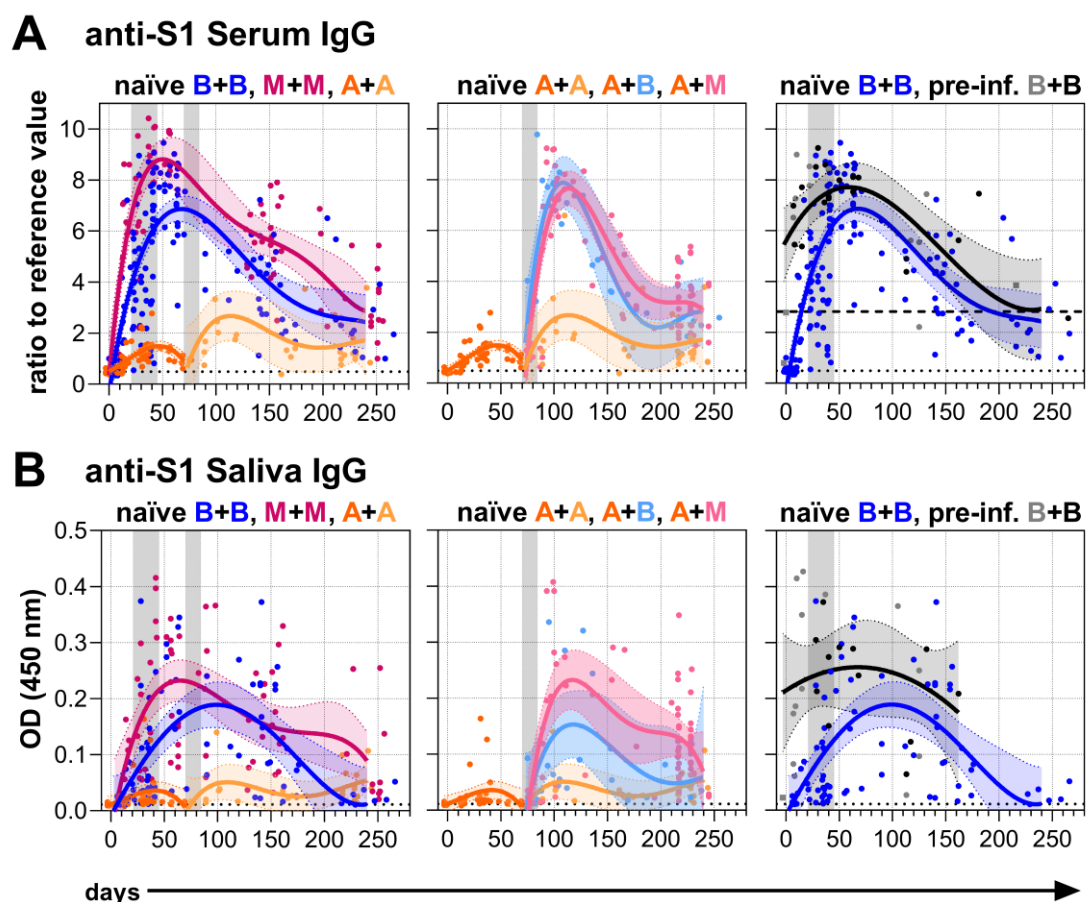 A anti-S1 Serum IgG
naïve B+B, M+M, A+A naïve A+A, A+B, A+M naïve B+B, pre-inf. B+B
ratio to reference value
10
8
6
4
2
0
0 50 100 150 200 250 0 50 100 150 200 250 0 50 100 150 200 250
B anti-S1 Saliva IgG
naïve B+B, M+M, A+A naïve A+A, A+B, A+M naïve B+B, pre-inf. B+B
OD (450 nm)
0.5
0.4
0.3
0.2
0.1
0.0
0 50 100 150 200 250 0 50 100 150 200 250 0 50 100 150 200 250
days